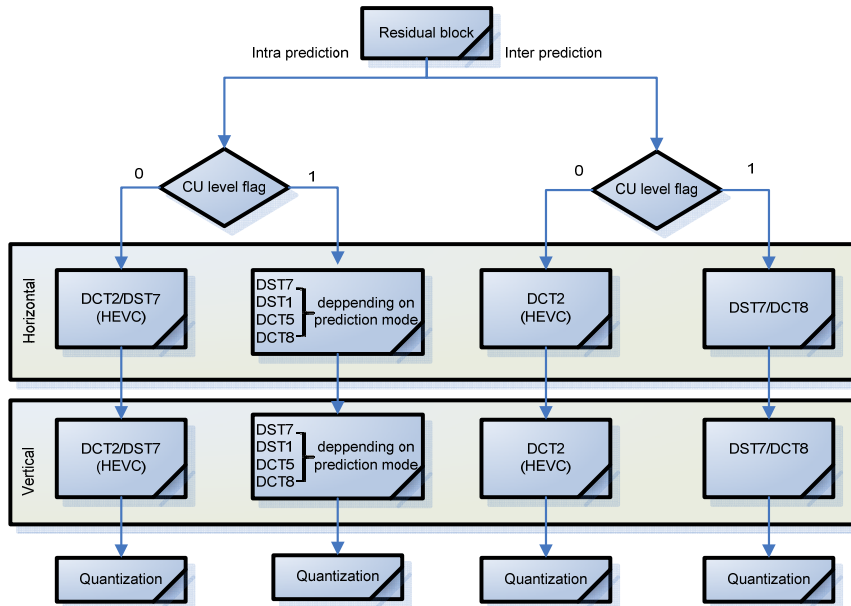 Residual block
Intra prediction
Inter prediction
0
CU level flag
1
0
CU level flag
1
Horizontal
DCT2/DST7
(HEVC)
DST7
DST1
DCT5
DCT8
deppending on
prediction mode
DCT2
(HEVC)
DST7/DCT8
Vertical
DCT2/DST7
(HEVC)
DST7
DST1
DCT5
DCT8
deppending on
prediction mode
DCT2
(HEVC)
DST7/DCT8
Quantization
Quantization
Quantization
Quantization